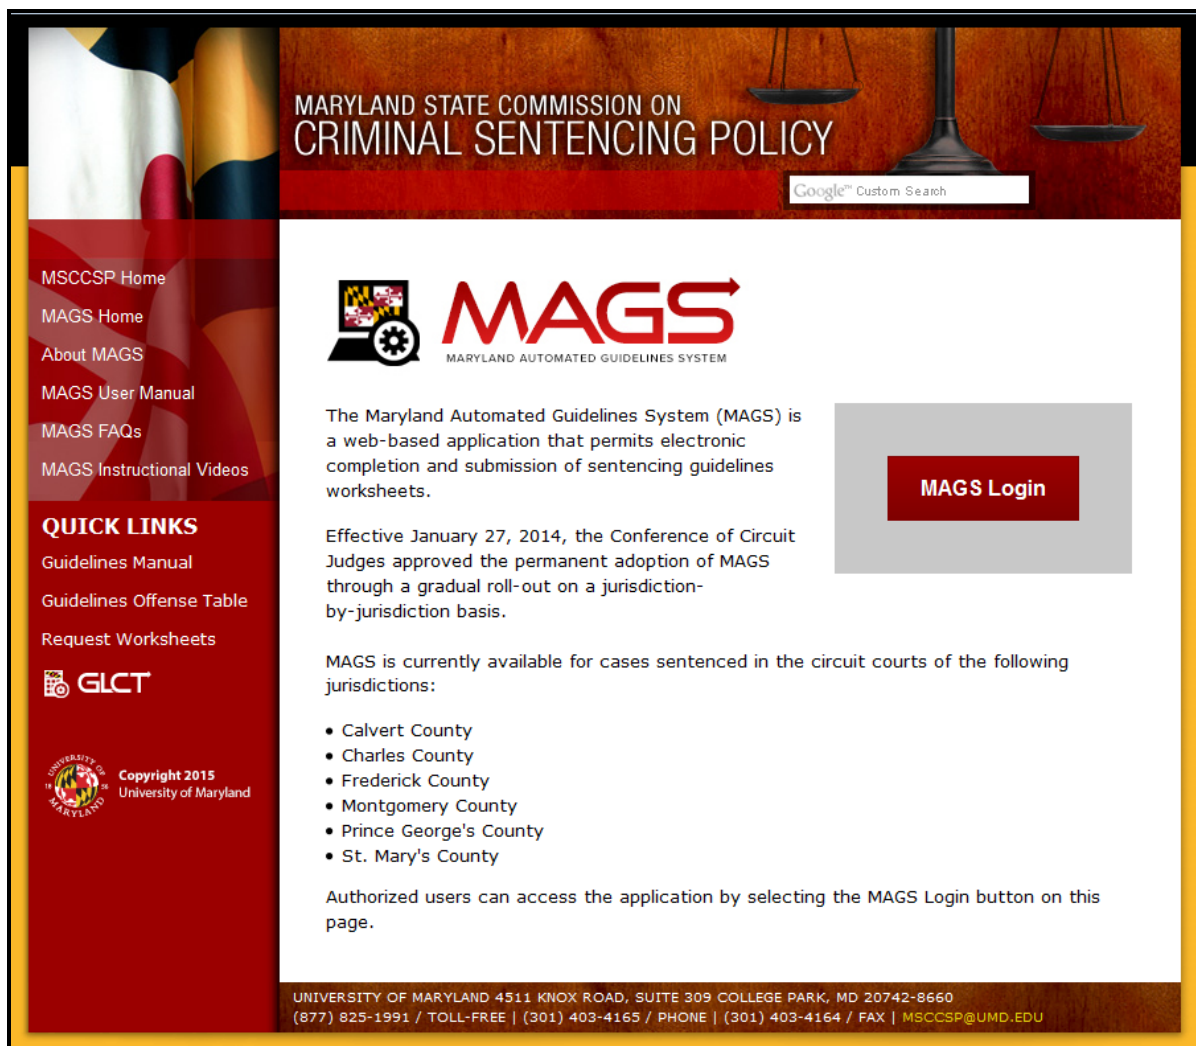 MARYLAND STATE COMMISSION ON
CRIMINAL SENTENCING POLICY
Google™ Custom Search
MSCCSP Home
MAGS Home
About MAGS
MAGS User Manual
MAGS FAQs
MAGS Instructional Videos
QUICK LINKS
Guidelines Manual
Guidelines Offense Table
Request Worksheets
GLCT
UNIVERSITY OF
18 56
MARYLAND
Copyright 2015
University of Maryland
MAGS
MARYLAND AUTOMATED GUIDELINES SYSTEM
The Maryland Automated Guidelines System (MAGS) is
a web-based application that permits electronic
completion and submission of sentencing guidelines
worksheets.
MAGS Login
Effective January 27, 2014, the Conference of Circuit
Judges approved the permanent adoption of MAGS
through a gradual roll-out on a jurisdiction-
by-jurisdiction basis.
MAGS is currently available for cases sentenced in the circuit courts of the following
jurisdictions:
• Calvert County
• Charles County
• Frederick County
• Montgomery County
• Prince George's County
• St. Mary's County
Authorized users can access the application by selecting the MAGS Login button on this
page.
UNIVERSITY OF MARYLAND 4511 KNOX ROAD, SUITE 309 COLLEGE PARK, MD 20742-8660
(877) 825-1991 / TOLL-FREE | (301) 403-4165 / PHONE | (301) 403-4164 / FAX | MSCCSP@UMD.EDU